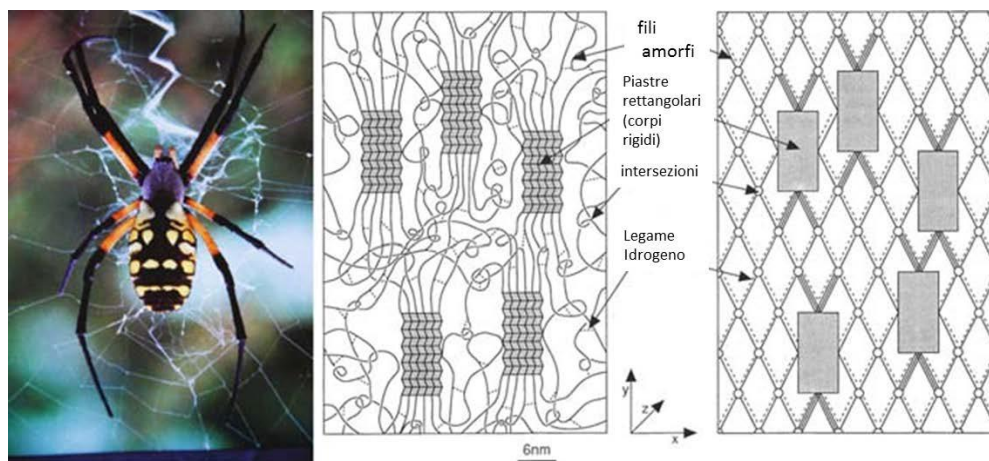 fili
amorfi
Piastre
rettangolari
(corpi
rigidi)
intersezioni
Legame
Idrogeno
y
z
x
6nm